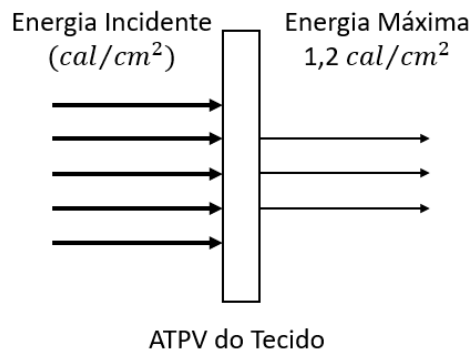 Energia Incidente
(cal/cm²)
Energia Máxima
1,2 cal/cm²
ATPV do Tecido